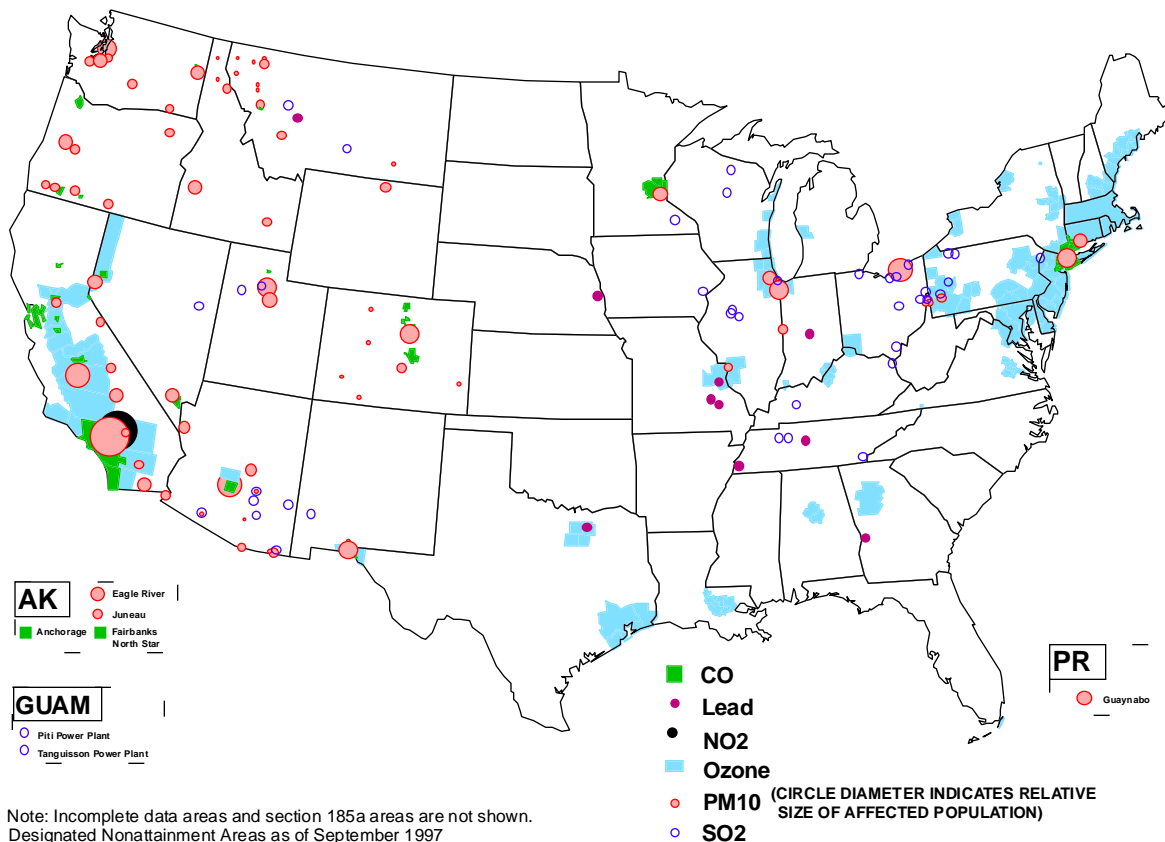 AK
Eagle River
Juneau
Anchorage
Fairbanks
North Star
GUAM
Piti Power Plant
Tanguisson Power Plant
PR
Guaynabo
CO
Lead
NO2
Ozone
PM10 (CIRCLE DIAMETER INDICATES RELATIVE
SIZE OF AFFECTED POPULATION)
SO2
Note: Incomplete data areas and section 185a areas are not shown.
Designated Nonattainment Areas as of September 1997